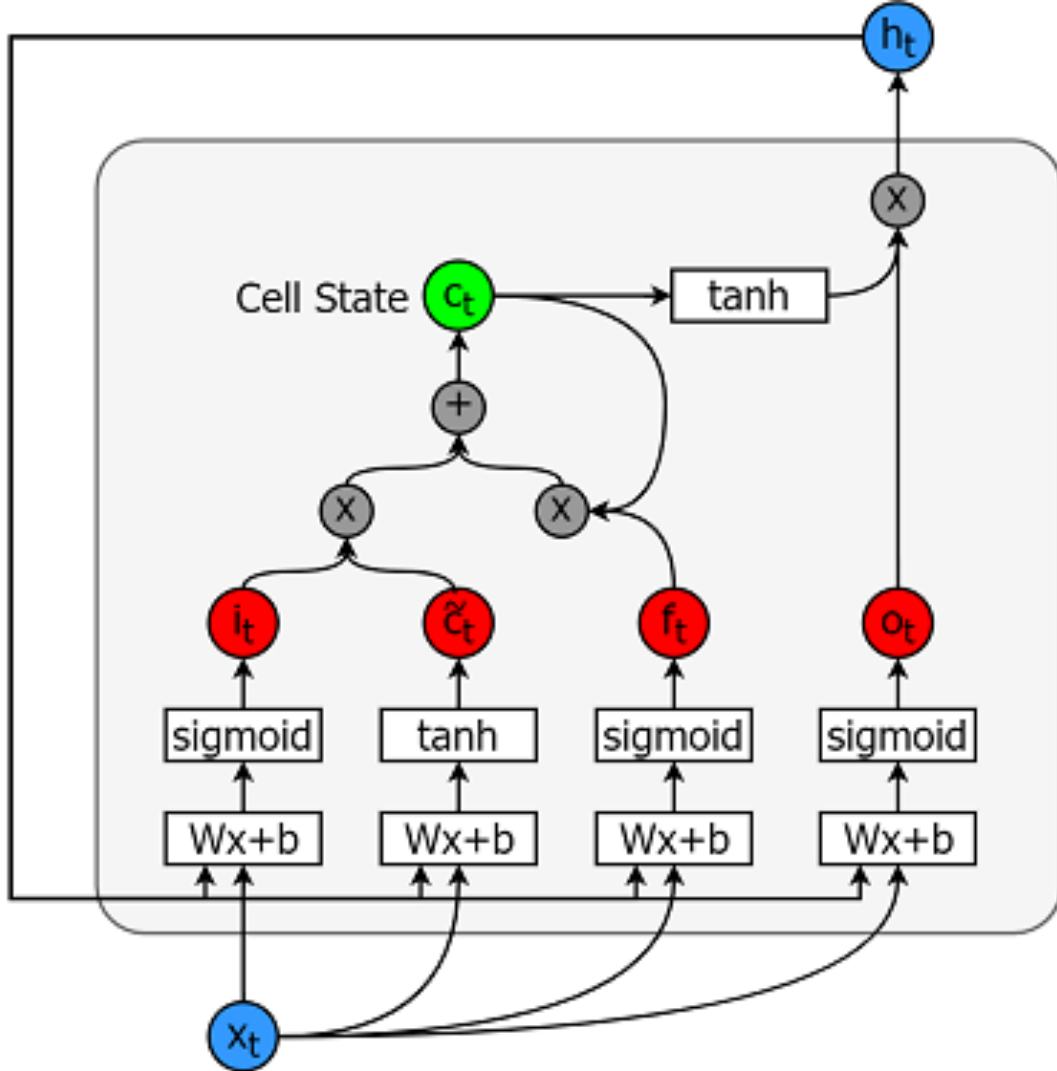 hₜ
X
Cell State cₜ tanh
+
X X
iₜ c̃ₜ fₜ oₜ
sigmoid tanh sigmoid sigmoid
Wx+b Wx+b Wx+b Wx+b
xₜ